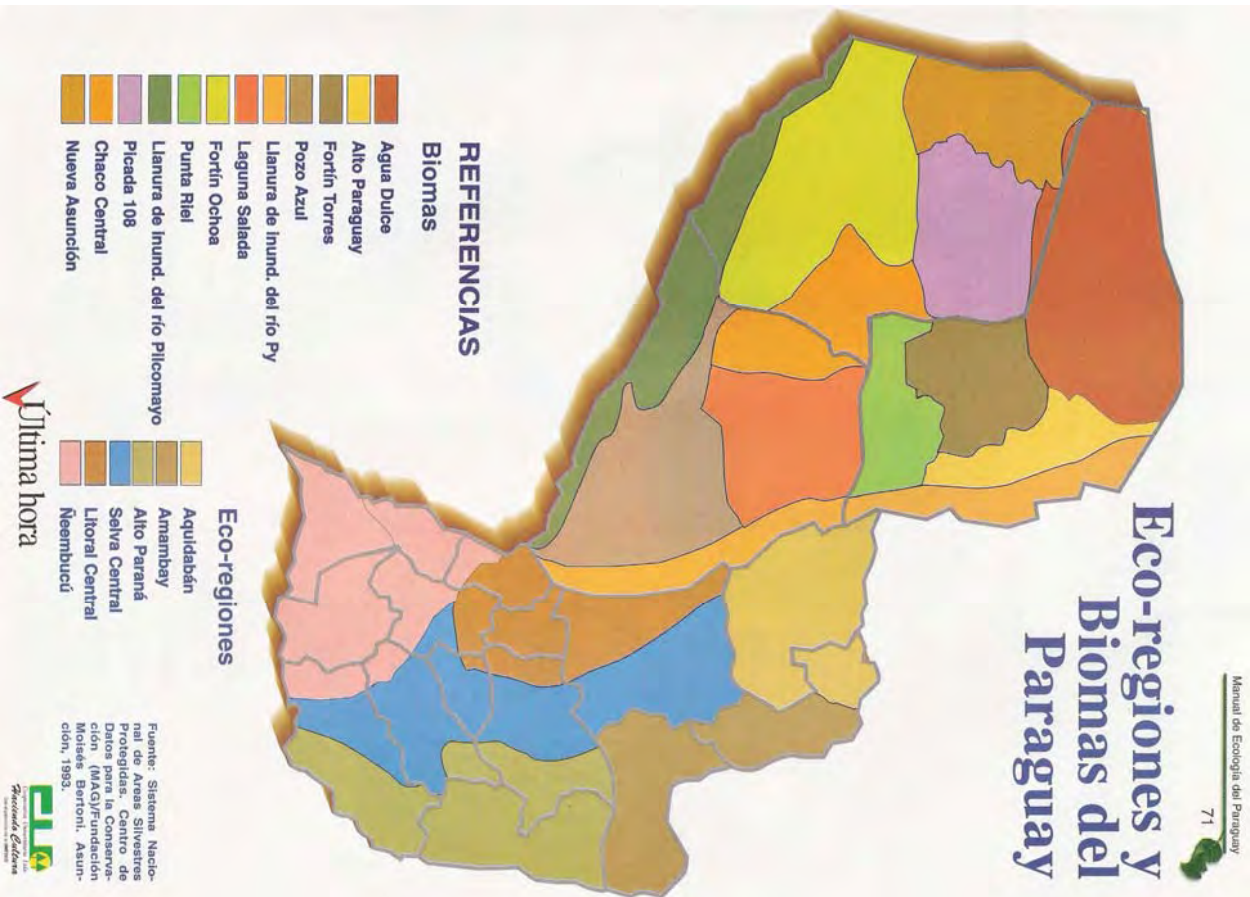 Manual de Ecología del Paraguay
71
Eco-regiones y
Biomas del
Paraguay
REFERENCIAS
Biomas
Agua Dulce
Alto Paraguay
Fortín Torres
Pozo Azul
Llanura de inund. del río Py
Laguna Salada
Fortín Ochoa
Punta Riel
Llanura de inund. del río Pilcomayo
Picada 108
Chaco Central
Nueva Asunción
Eco-regiones
Aquidabán
Amambay
Alto Paraná
Selva Central
Litoral Central
Ñeembucú
Última hora
Fuente: Sistema Nacio-
nal de Areas Silvestres
Protegidas. Centro de
Datos para la Conserva-
ción (MAG)/Fundación
Moisés Bertoni. Asun-
ción, 1993.
Haciendo Cultura